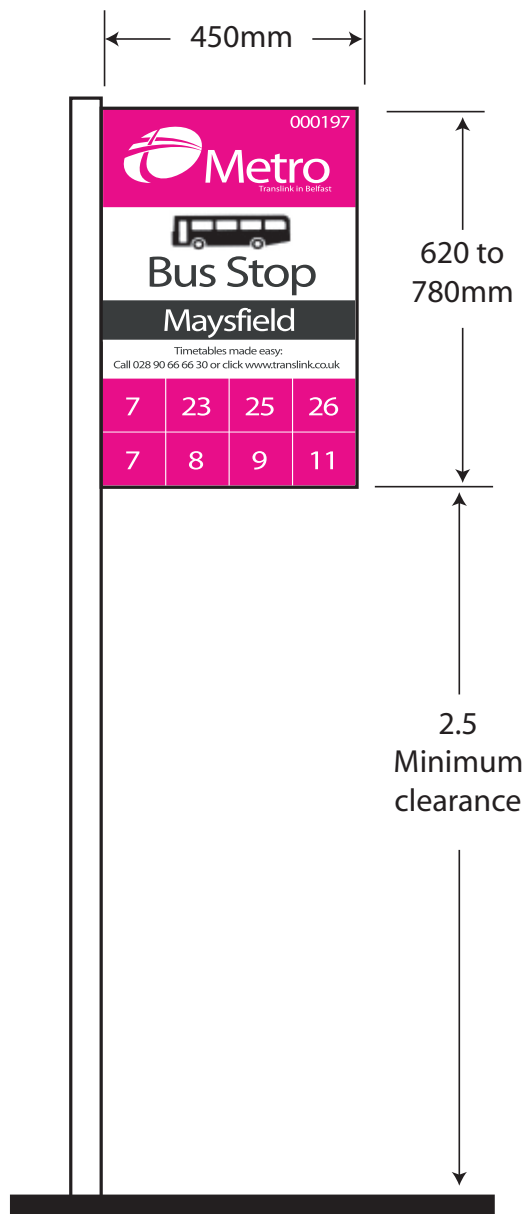 450mm
000197
Metro
Translink in Belfast
Bus Stop
Maysfield
Timetables made easy:
Call 028 90 66 66 30 or click www.translink.co.uk
7 23 25 26
7 8 9 11
620 to
780mm
2.5
Minimum
clearance